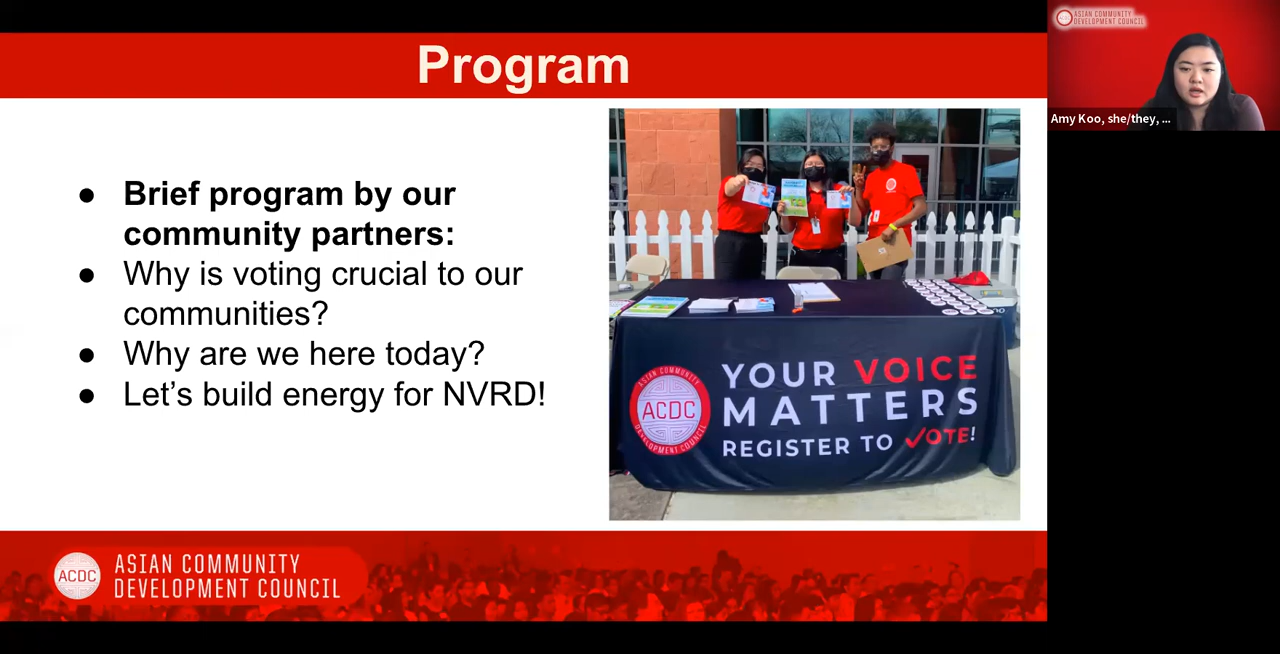 Program
● Brief program by our
community partners:
● Why is voting crucial to our
communities?
● Why are we here today?
● Let’s build energy for NVRD!
ASIAN COMMUNITY
ACDC
DEVELOPMENT COUNCIL
YOUR VOICE
MATTERS
REGISTER TO VOTE!
ACDC
ASIAN COMMUNITY
DEVELOPMENT COUNCIL
ASIAN COMMUNITY
DEVELOPMENT COUNCIL
Amy Koo, she/they, ...